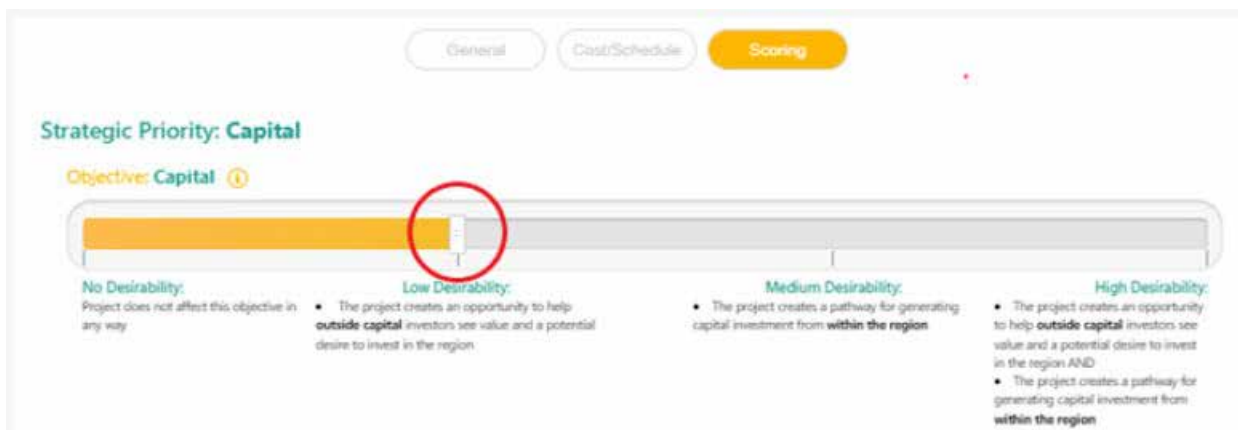 General
Cost/Schedule
Scoring
Strategic Priority: Capital
Objective: Capital
No Desirability:
Project does not affect this objective in
any way
Low Desirability:
• The project creates an opportunity to help
outside capital investors see value and a potential
desire to invest in the region
Medium Desirability:
• The project creates a pathway for generating
capital investment from within the region
High Desirability:
• The project creates an opportunity
to help outside capital investors see
value and a potential desire to invest
in the region AND
• The project creates a pathway for
generating capital investment from
within the region